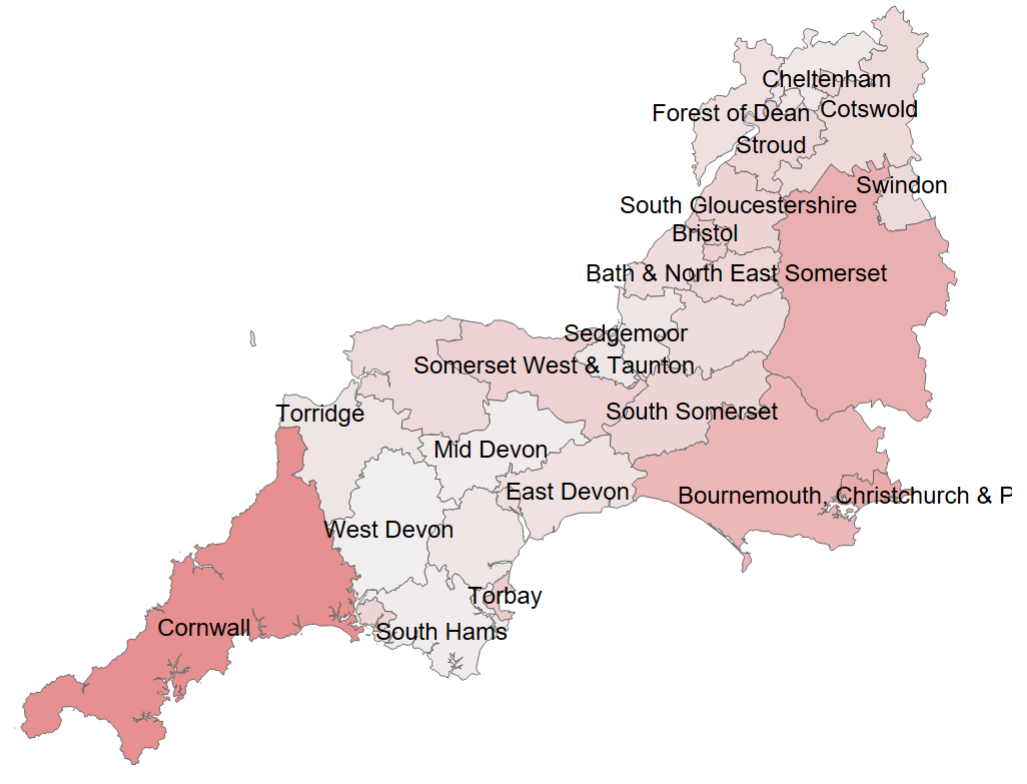 Cheltenham
Forest of Dean
Cotswold
Stroud
Swindon
South Gloucestershire
Bristol
Bath & North East Somerset
Sedgemoor
Somerset West & Taunton
Torridge
South Somerset
Mid Devon
East Devon
Bournemouth, Christchurch & P
West Devon
Torbay
Cornwall
South Hams